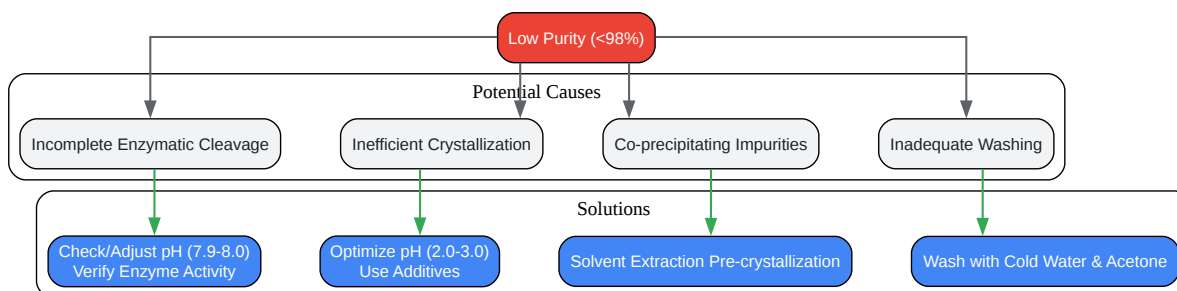 Low Purity (<98%)
Potential Causes
Incomplete Enzymatic Cleavage
Inefficient Crystallization
Co-precipitating Impurities
Inadequate Washing
Solutions
Check/Adjust pH (7.9-8.0)
Verify Enzyme Activity
Optimize pH (2.0-3.0)
Use Additives
Solvent Extraction Pre-crystallization
Wash with Cold Water & Acetone